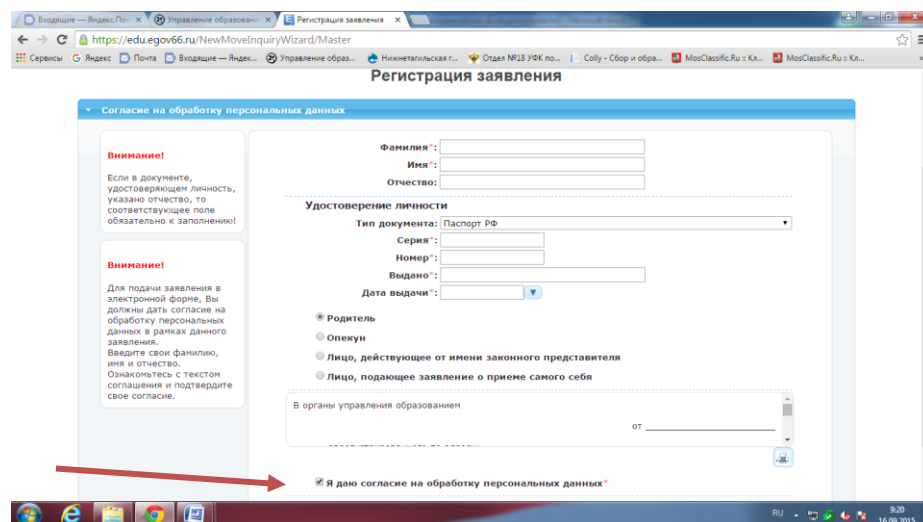 Входящие — Яндекс.По
Управление образован
Регистрация заявления
https://edu.egov66.ru/NewMoveInquiryWizard/Master
Сервисы Яндекс Почта Входящие — Яндек... Управление образ... Нижнетагильская г... Отдел №18 УФК по... Colly - Сбор и обра... MosClassific.Ru :: Кл... MosClassific.Ru :: Кл...
Регистрация заявления
Согласие на обработку персональных данных
Внимание!
Если в документе,
удостоверяющем личность,
указано отчество, то
соответствующее поле
обязательно к заполнению!
Внимание!
Для подачи заявления в
электронной форме, Вы
должны дать согласие на
обработку персональных
данных в рамках данного
заявления.
Введите свои фамилию,
имя и отчество.
Ознакомьтесь с текстом
соглашения и подтвердите
свое согласие.
Фамилия*:
Имя*:
Отчество:
Удостоверение личности
Тип документа: Паспорт РФ
Серия*:
Номер*:
Выдано*:
Дата выдачи*:
Родитель
Опекун
Лицо, действующее от имени законного представителя
Лицо, подающее заявление о приеме самого себя
В органы управления образованием
от ____________________
Я даю согласие на обработку персональных данных*
RU
9:20
16.09.2015